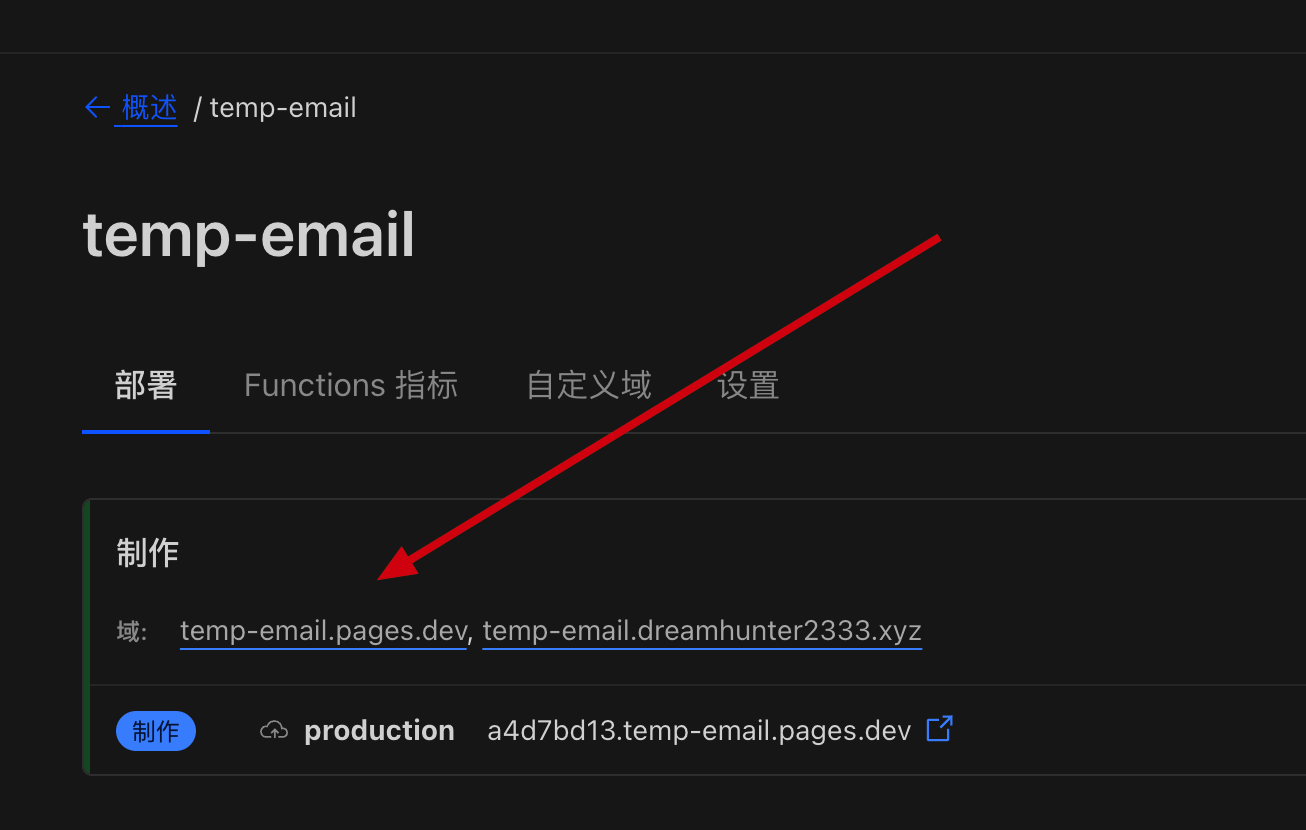 ← 概述 / temp-email
temp-email
部署 Functions 指标 自定义域 设置
制作
域: temp-email.pages.dev, temp-email.dreamhunter2333.xyz
制作 production a4d7bd13.temp-email.pages.dev